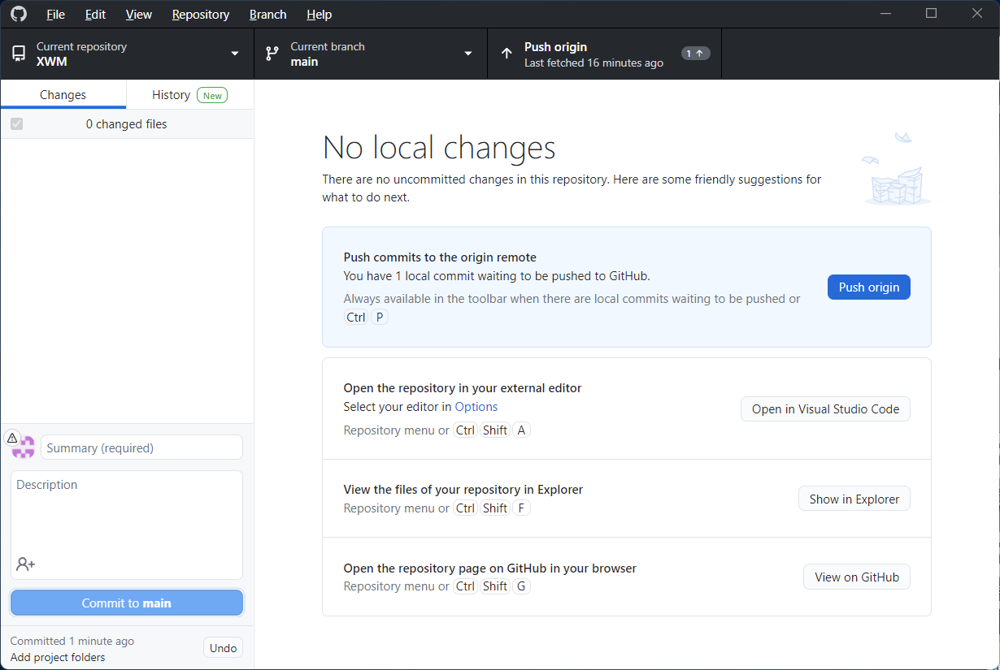 File Edit View Repository Branch Help
Current repository
XWM
Current branch
main
Push origin
Last fetched 16 minutes ago
1
Changes
History New
0 changed files
No local changes
There are no uncommitted changes in this repository. Here are some friendly suggestions for
what to do next.
Push commits to the origin remote
You have 1 local commit waiting to be pushed to GitHub.
Always available in the toolbar when there are local commits waiting to be pushed or
Ctrl P
Push origin
Open the repository in your external editor
Select your editor in Options
Repository menu or Ctrl Shift A
Open in Visual Studio Code
View the files of your repository in Explorer
Repository menu or Ctrl Shift F
Show in Explorer
Open the repository page on GitHub in your browser
Repository menu or Ctrl Shift G
View on GitHub
Summary (required)
Description
Commit to main
Committed 1 minute ago
Add project folders
Undo